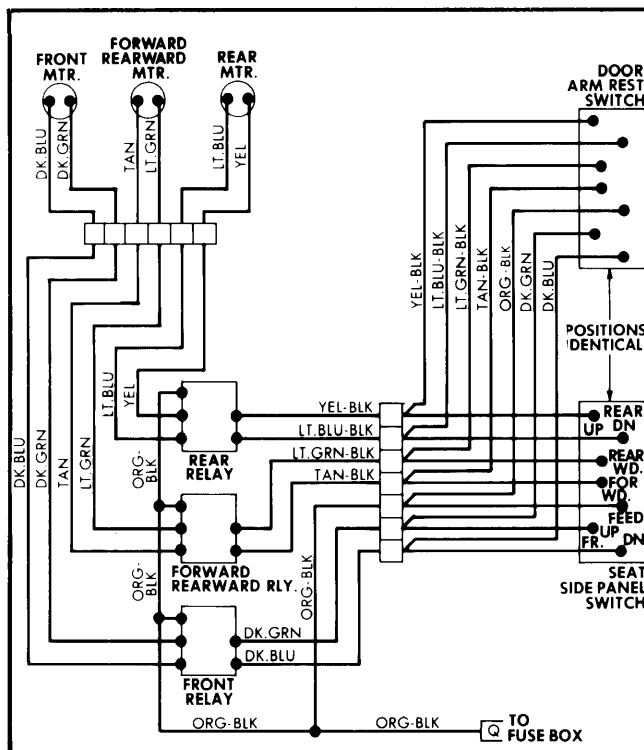 FRONT
MTR.
FORWARD
REARWARD
MTR.
REAR
MTR.
DOOR
ARM REST
SWITCH
DK.BLU
DK.GRN
TAN
LT.GRN
LT.BLU
YEL
YEL-BLK
LT.BLU-BLK
LT.GRN-BLK
TAN-BLK
ORG-BLK
DK.GRN
DK.BLU
POSITIONS
IDENTICAL
DK.BLU
DK.GRN
TAN
LT.GRN
LT.BLU
YEL
ORG-BLK
REAR
RELAY
YEL-BLK
LT.BLU-BLK
LT.GRN-BLK
TAN-BLK
REAR
UP DN
REAR
WD.
FOR
WD.
FEED
UP
FR. DN
SEAT
SIDE PANEL
SWITCH
ORG-BLK
FORWARD
REARWARD RLY.
ORG-BLK
DK.GRN
DK.BLU
FRONT
RELAY
ORG-BLK
ORG-BLK
Q TO
FUSE BOX